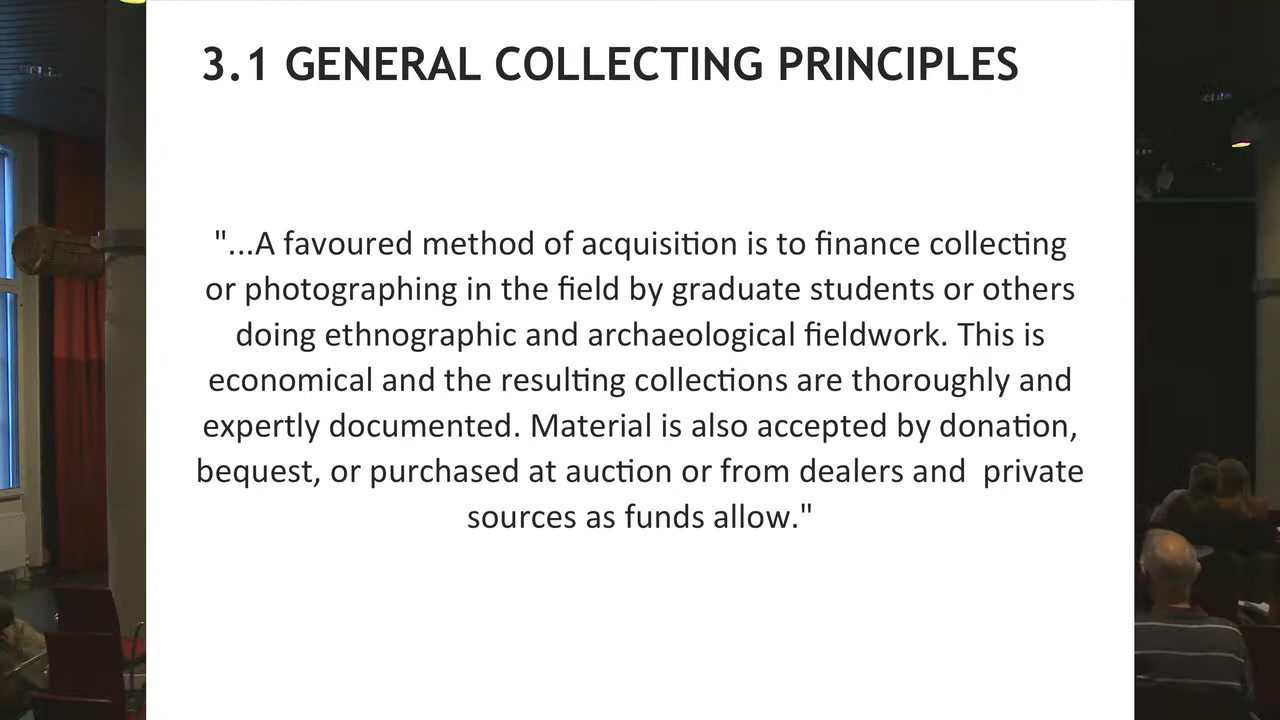 3.1 GENERAL COLLECTING PRINCIPLES
"...A favoured method of acquisition is to finance collecting
or photographing in the field by graduate students or others
doing ethnographic and archaeological fieldwork. This is
economical and the resulting collections are thoroughly and
expertly documented. Material is also accepted by donation,
bequest, or purchased at auction or from dealers and  private
sources as funds allow."